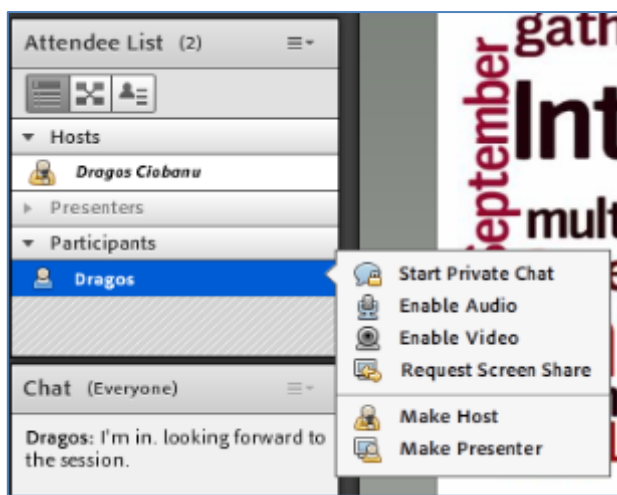 Attendee List (2)
Hosts
Dragos Ciobanu
Presenters
Participants
Dragos
Start Private Chat
Enable Audio
Enable Video
Request Screen Share
Make Host
Make Presenter
Chat (Everyone)
Dragos: I'm in. looking forward to
the session.
gath
September
Int
mult